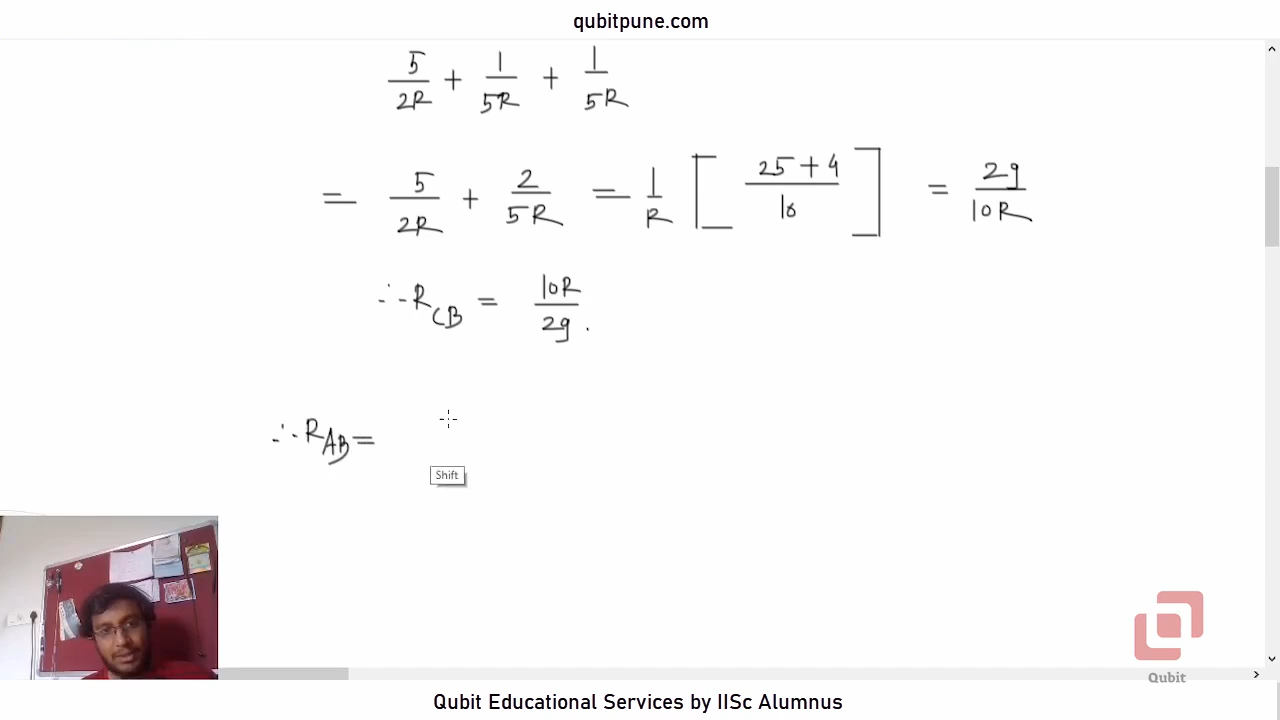 qubitpune.com
5/2R + 1/5R + 1/5R
= 5/2R + 2/5R = 1/R [ 25+4/10 ] = 29/10R
∴ R_CB = 10R/29.
∴ R_AB =
Shift
Qubit
Qubit Educational Services by IISc Alumnus